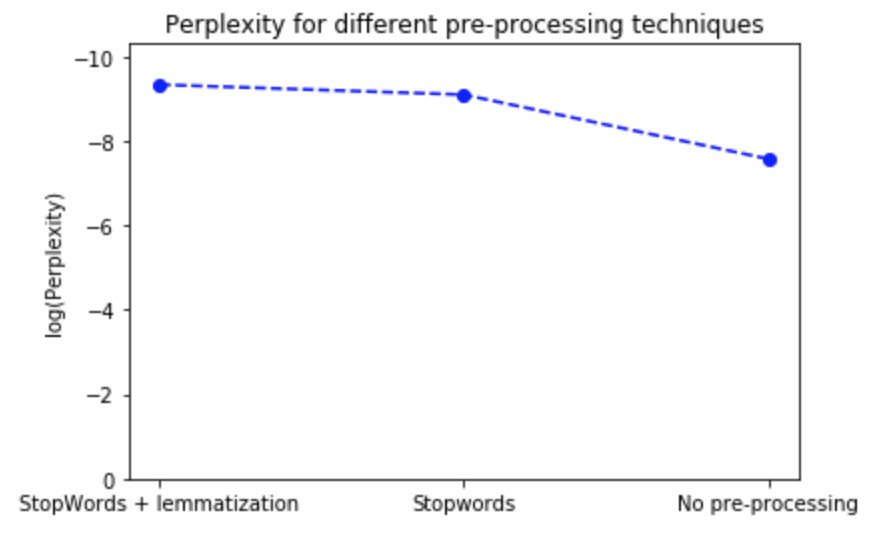 Perplexity for different pre-processing techniques
−10
−8
−6
−4
−2
0
log(Perplexity)
StopWords + lemmatization
Stopwords
No pre-processing